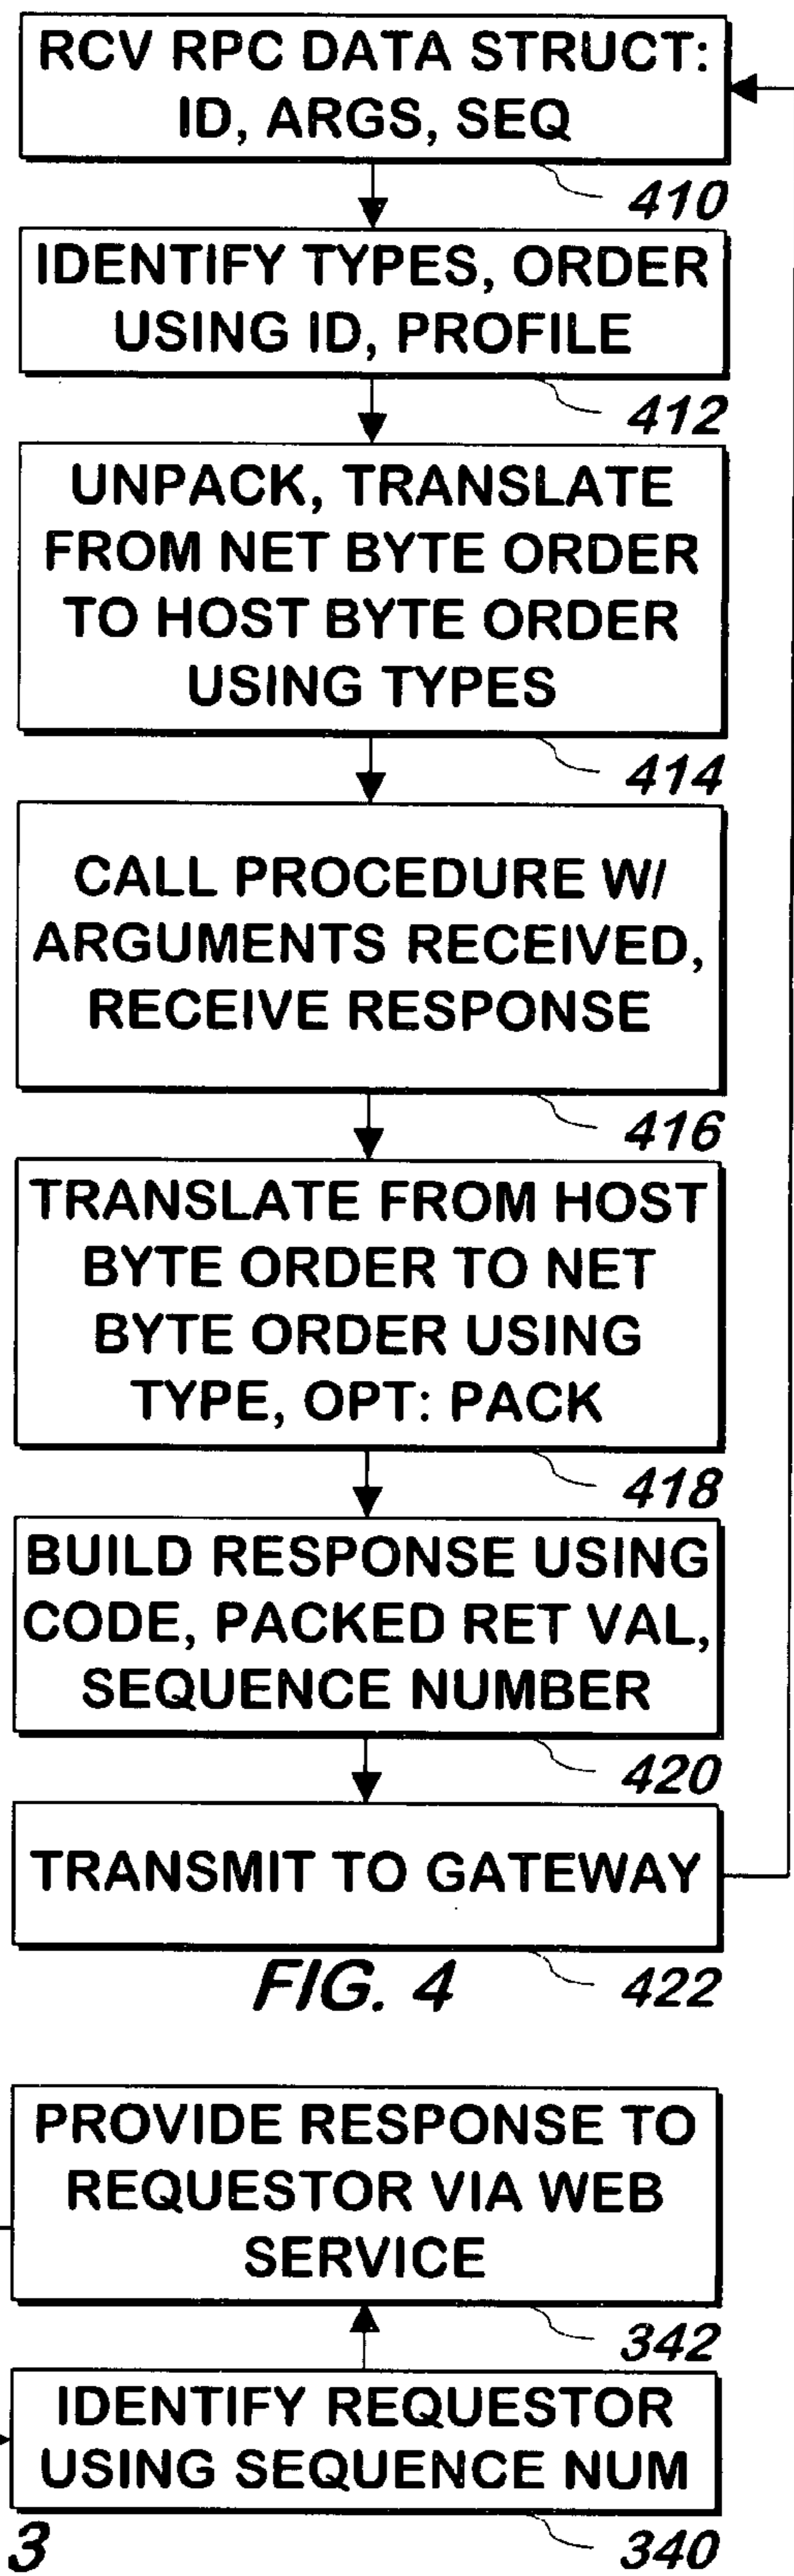 RCV RPC DATA STRUCT:
ID, ARGS, SEQ
410
IDENTIFY TYPES, ORDER
USING ID, PROFILE
412
UNPACK, TRANSLATE
FROM NET BYTE ORDER
TO HOST BYTE ORDER
USING TYPES
414
CALL PROCEDURE W/
ARGUMENTS RECEIVED,
RECEIVE RESPONSE
416
TRANSLATE FROM HOST
BYTE ORDER TO NET
BYTE ORDER USING
TYPE, OPT: PACK
418
BUILD RESPONSE USING
CODE, PACKED RET VAL,
SEQUENCE NUMBER
420
TRANSMIT TO GATEWAY
422
FIG. 4
PROVIDE RESPONSE TO
REQUESTOR VIA WEB
SERVICE
342
IDENTIFY REQUESTOR
USING SEQUENCE NUM
340
3